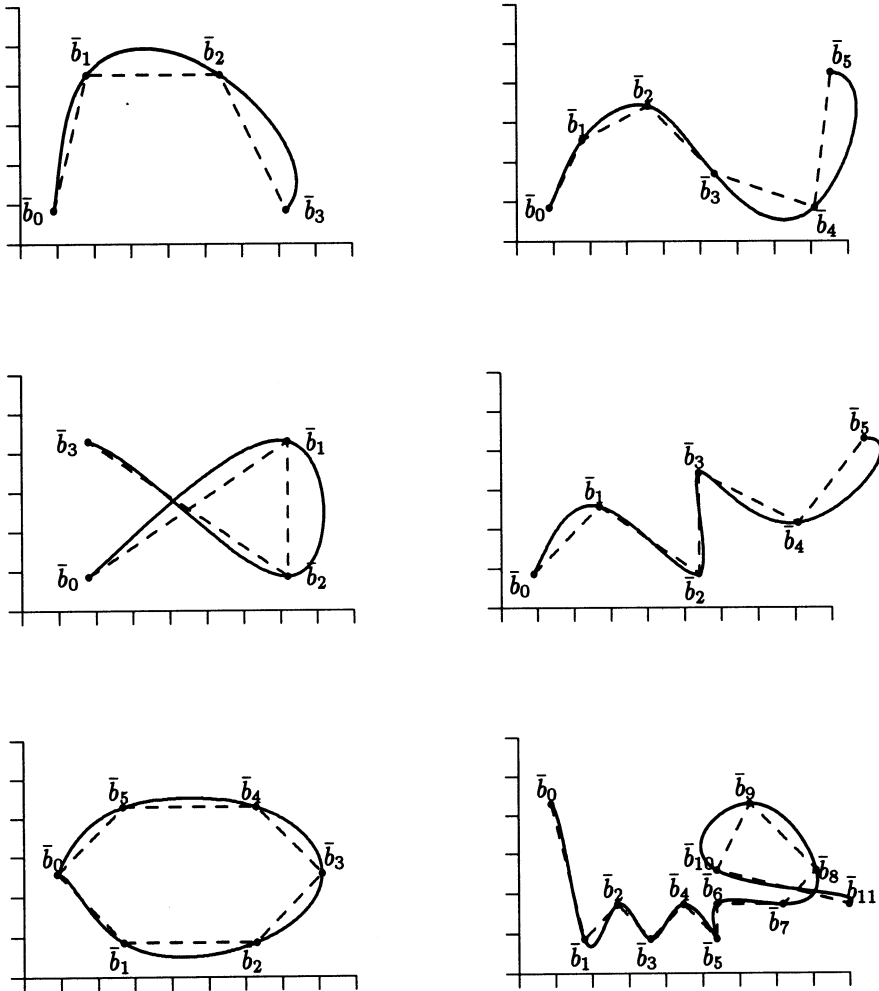 b̄₁ b̄₂
b̄₀ b̄₃
b̄₅
b̄₂
b̄₁
b̄₃
b̄₀ b̄₄
b̄₃ b̄₁
b̄₀ b̄₂
b̄₅
b̄₃
b̄₁
b̄₄
b̄₀
b̄₂
b̄₅ b̄₄
b̄₀ b̄₃
b̄₁ b̄₂
b̄₀ b̄₉
b̄₁₀ b̄₈
b̄₂ b̄₄ b̄₆ b̄₁₁
b̄₇
b̄₁ b̄₃ b̄₅